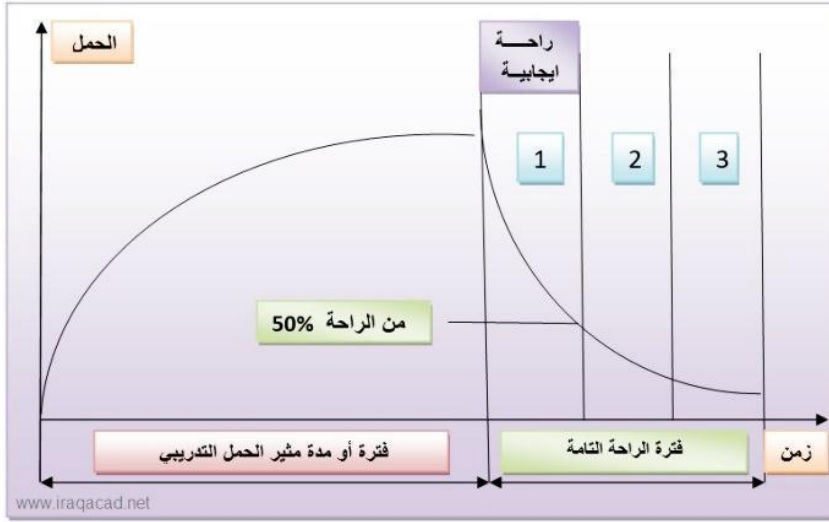 الحمل
راحـــــة
ايجابيـــة
1
2
3
50% من الراحة
فترة أو مدة مثير الحمل التدريبي
فترة الراحة التامة
زمن
www.iraqacad.net